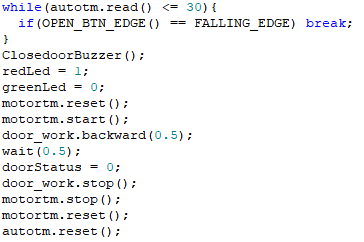 while(autotm.read() <= 30){
  if(OPEN_BTN_EDGE() == FALLING_EDGE) break;
}
ClosedoorBuzzer();
redLed = 1;
greenLed = 0;
motortm.reset();
motortm.start();
door_work.backward(0.5);
wait(0.5);
doorStatus = 0;
door_work.stop();
motortm.stop();
motortm.reset();
autotm.reset();